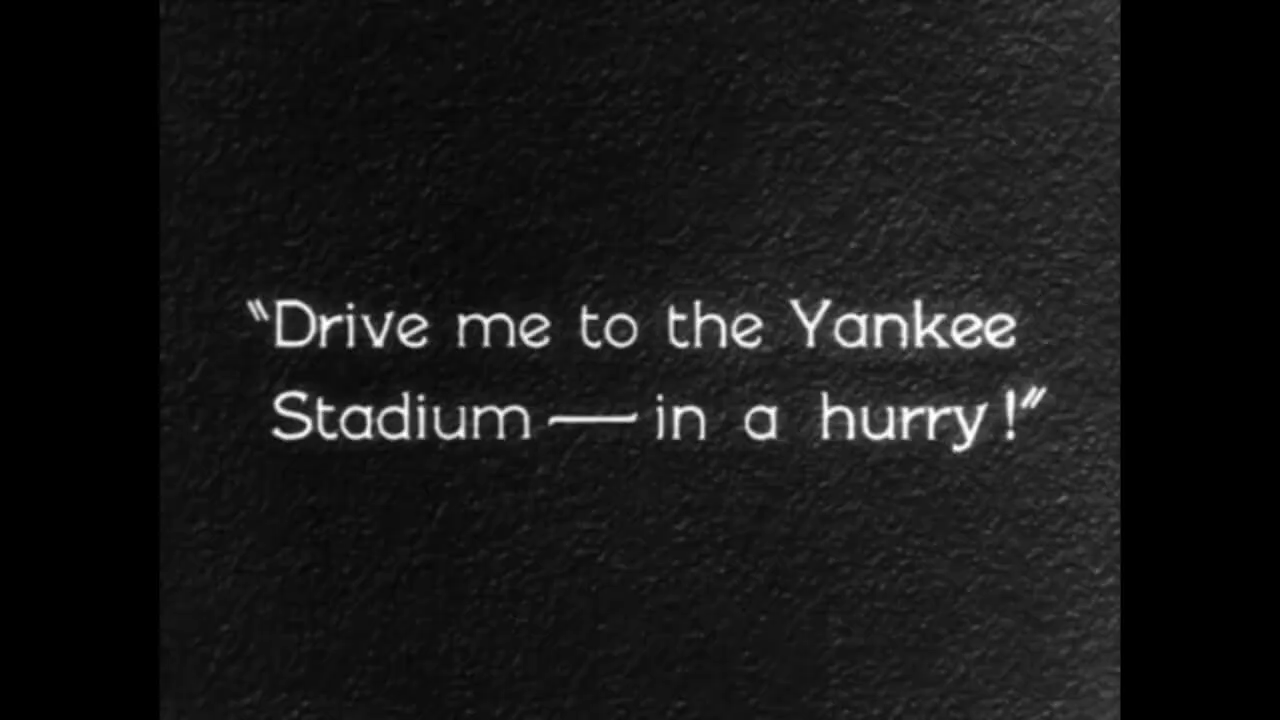 "Drive me to the Yankee
Stadium — in a hurry!"